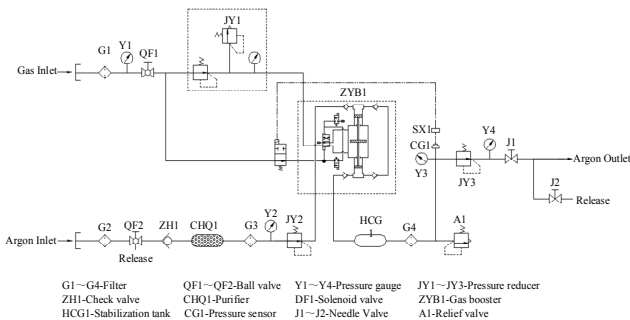 JY1
G1 Y1 QF1
Gas Inlet
ZYB1
SX1
CG1
Y4
J1
Argon Outlet
Y3
JY3
J2
Release
Y2
G2 QF2 ZH1 CHQ1 G3 JY2
HCG G4 A1
Argon Inlet
Release
G1～G4-Filter QF1～QF2-Ball valve Y1～Y4-Pressure gauge JY1～JY3-Pressure reducer
ZH1-Check valve CHQ1-Purifier DF1-Solenoid valve ZYB1-Gas booster
HCG1-Stabilization tank CG1-Pressure sensor J1～J2-Needle Valve A1-Relief valve